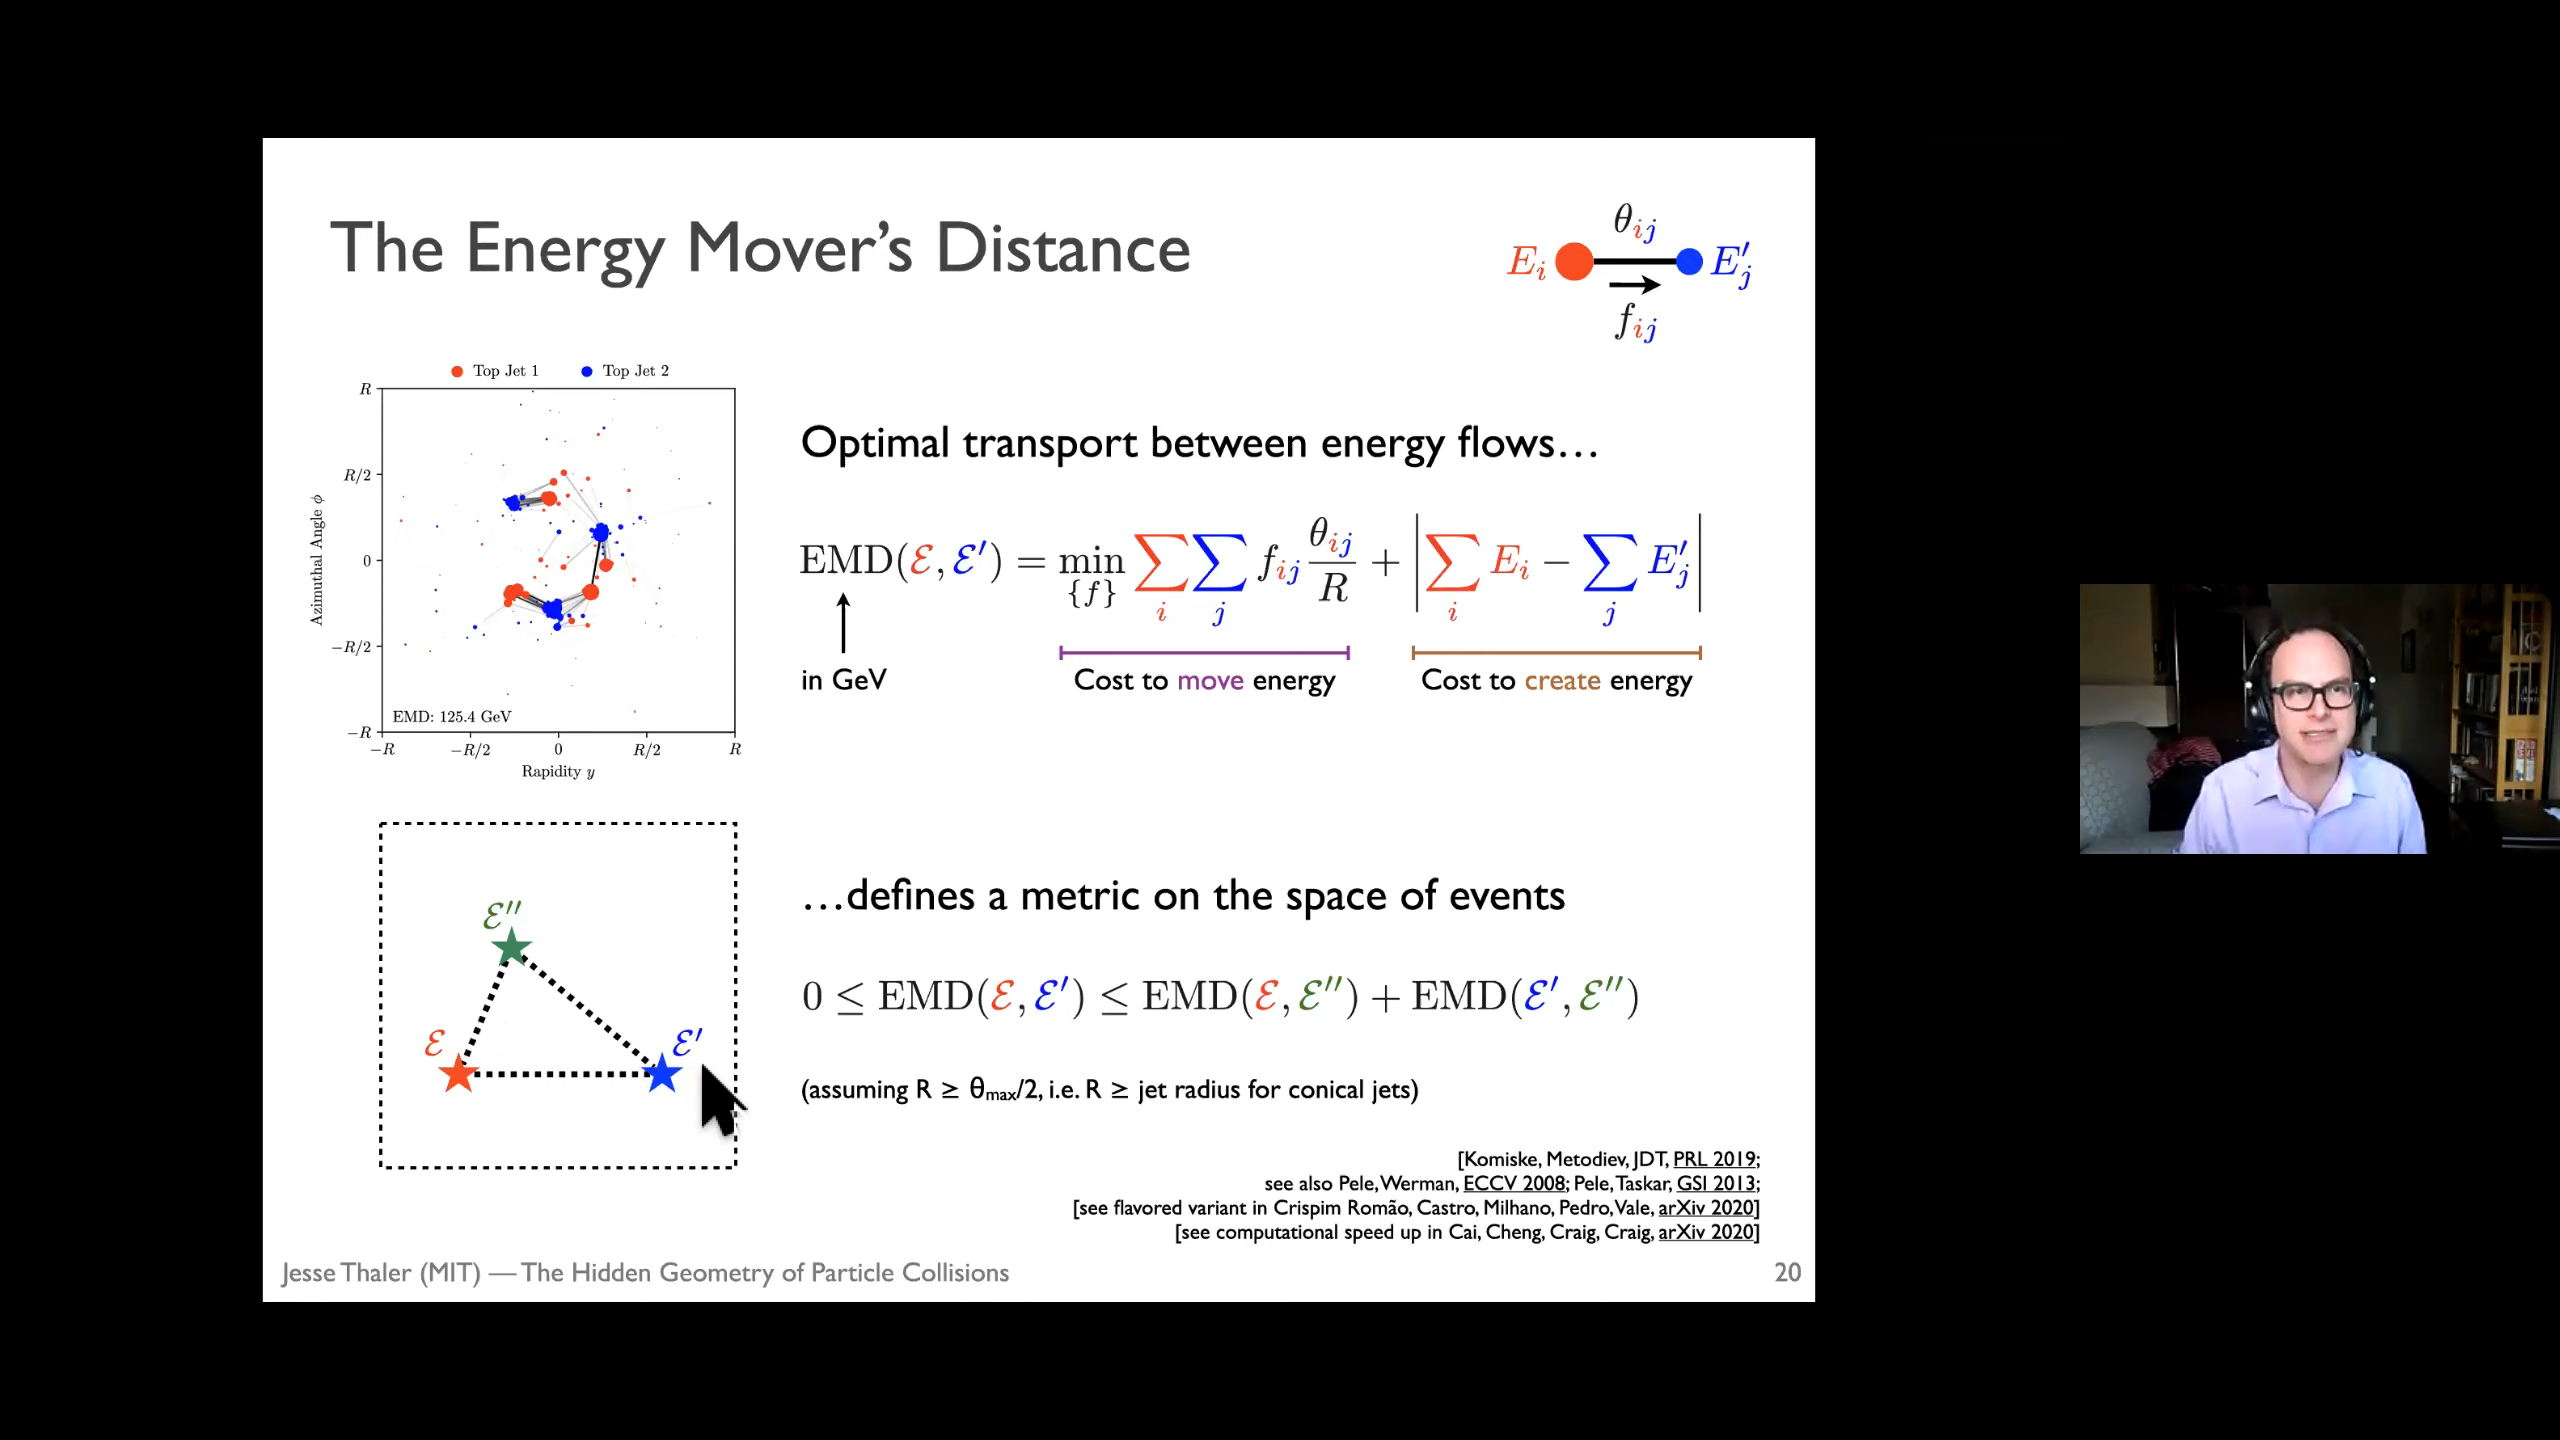 The Energy Mover's Distance
θij
Ei
E′j
fij
Top Jet 1
Top Jet 2
R
R/2
0
−R/2
−R
Azimuthal Angle ϕ
EMD: 125.4 GeV
−R
−R/2
0
R/2
R
Rapidity y
Optimal transport between energy flows…
EMD(ℰ, ℰ′) = min{f} ∑i ∑j fij θij/R + |∑i Ei − ∑j E′j|
in GeV
Cost to move energy
Cost to create energy
ℰ″
ℰ
ℰ′
…defines a metric on the space of events
0 ≤ EMD(ℰ, ℰ′) ≤ EMD(ℰ, ℰ″) + EMD(ℰ′, ℰ″)
(assuming R ≥ θmax/2, i.e. R ≥ jet radius for conical jets)
[Komiske, Metodiev, JDT, PRL 2019;
see also Pele, Werman, ECCV 2008; Pele, Taskar, GSI 2013;
[see flavored variant in Crispim Romão, Castro, Milhano, Pedro, Vale, arXiv 2020]
[see computational speed up in Cai, Cheng, Craig, Craig, arXiv 2020]
Jesse Thaler (MIT) — The Hidden Geometry of Particle Collisions
20